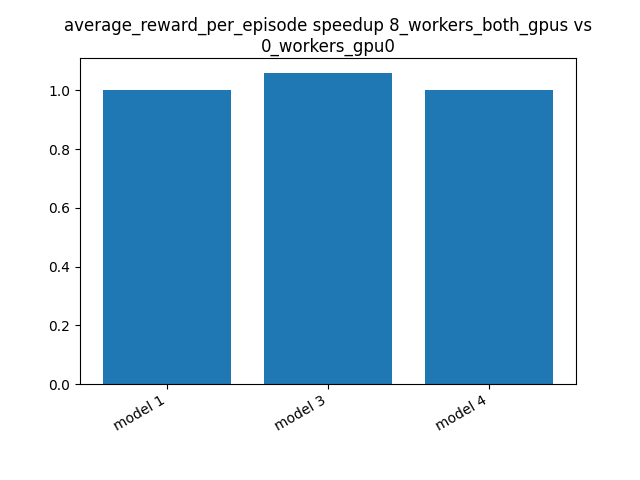 average_reward_per_episode speedup 8_workers_both_gpus vs
0_workers_gpu0
1.0
0.8
0.6
0.4
0.2
0.0
model 1
model 3
model 4